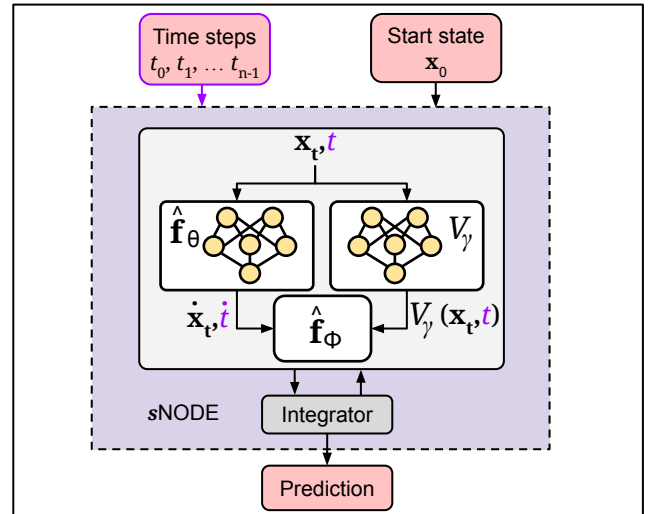 Time steps
t₀, t₁, … tₙ₋₁
Start state
x₀
xₜ,t
f̂θ
Vγ
ẋₜ,ṫ
f̂Φ
Vγ (xₜ,t)
sNODE
Integrator
Prediction